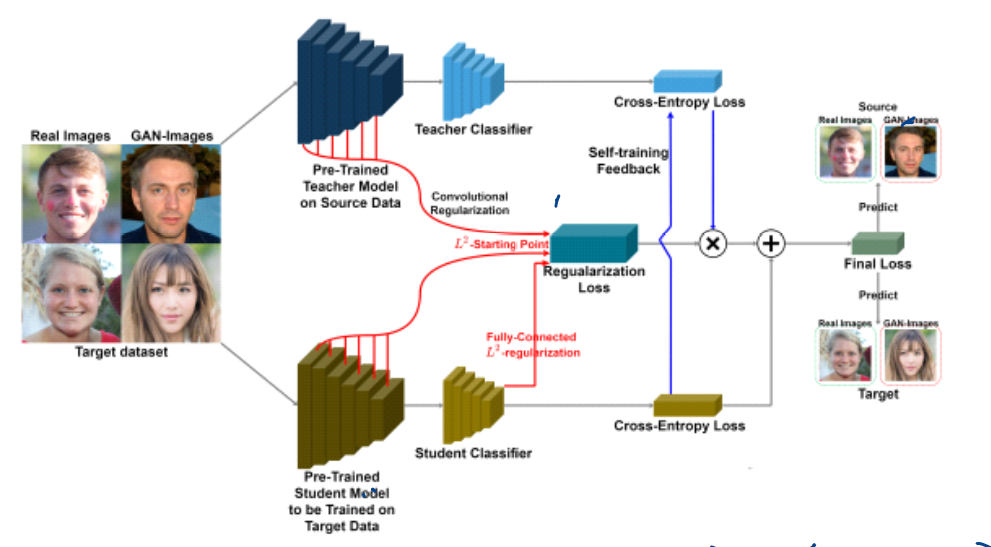 Real Images
GAN-Images
Target dataset
Pre-Trained
Teacher Model
on Source Data
Teacher Classifier
Cross-Entropy Loss
Self-training
Feedback
Convolutional
Regularization
L²-Starting Point
Regualarization
Loss
Fully-Connected
L²-regularization
Pre-Trained
Student Model
to be Trained on
Target Data
Student Classifier
Cross-Entropy Loss
×
+
Final Loss
Source
Real Images
GAN-Images
Predict
Predict
Real Images
GAN-Images
Target